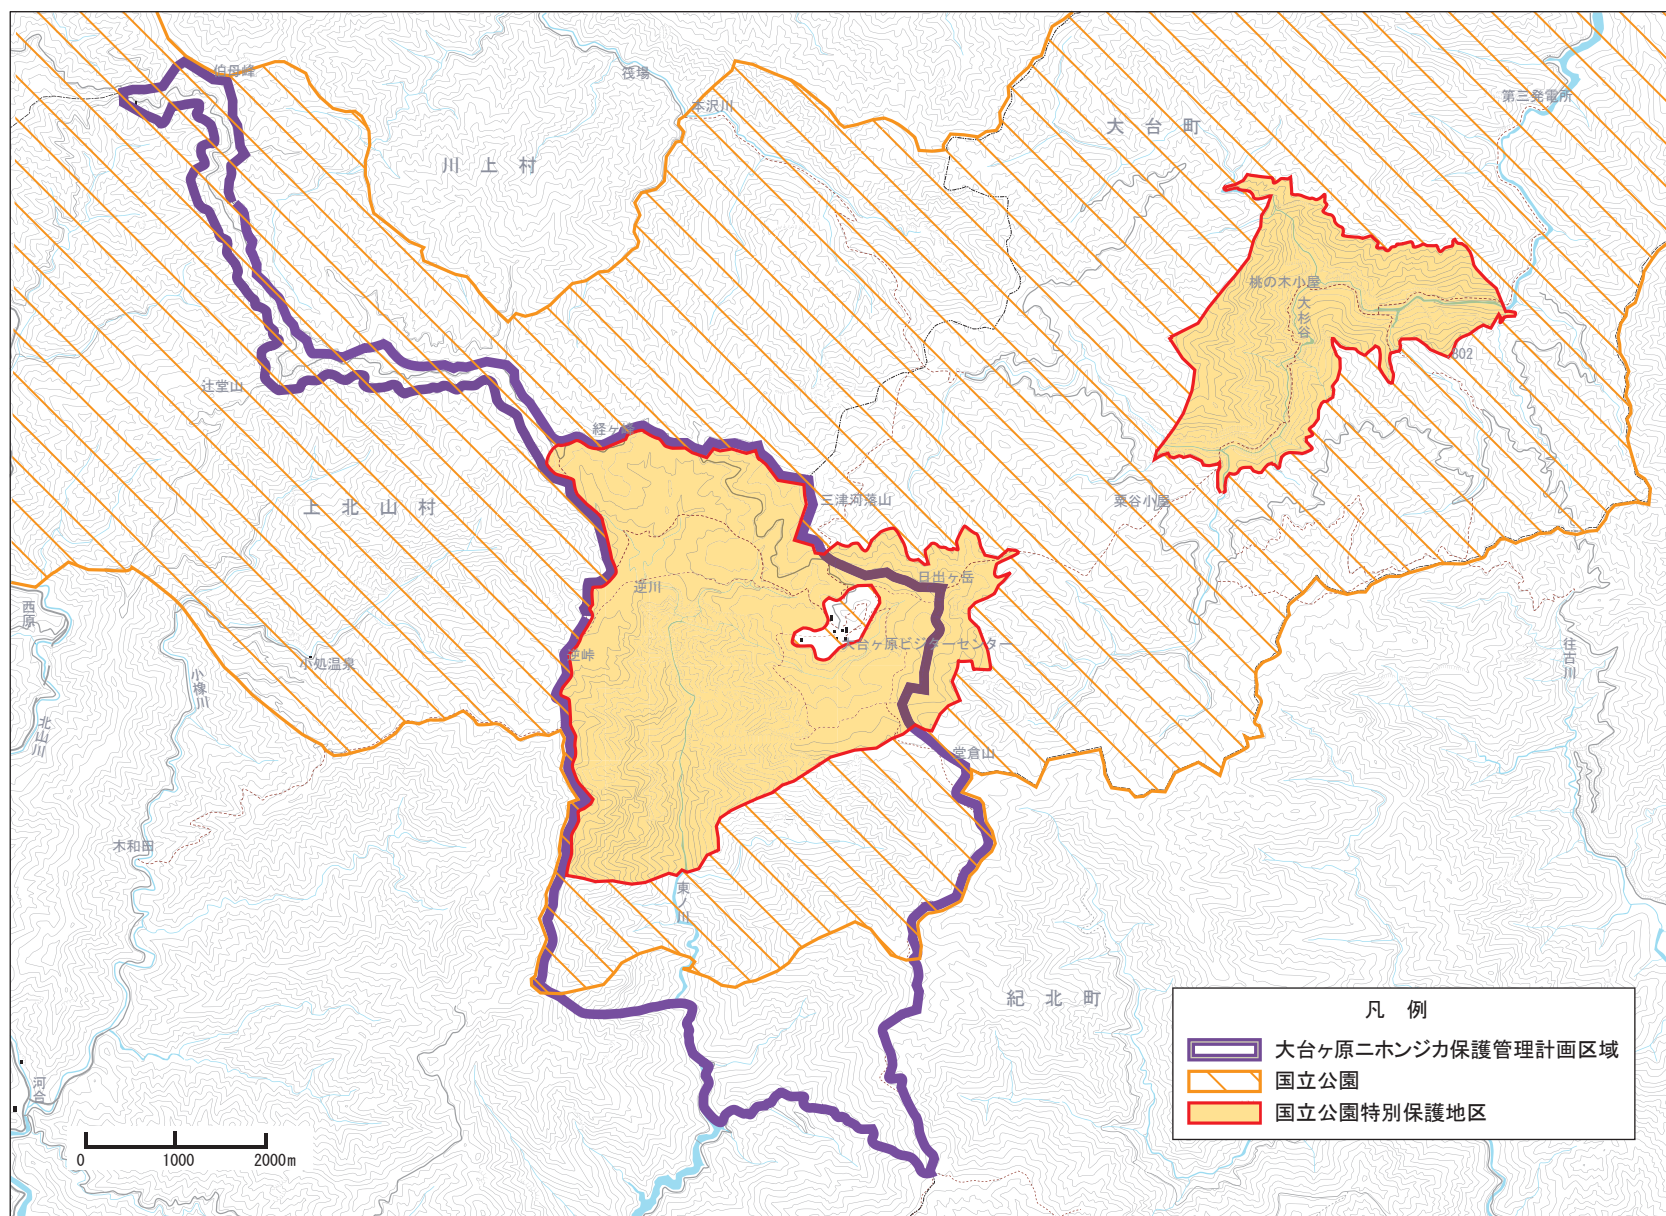 伯母峰
筏場
本沢川
第三発電所
大台町
川上村
桃の木小屋
大杉谷
802
辻堂山
経ヶ峰
三津河落山
粟谷小屋
上北山村
日出ヶ岳
逆川
西原
大台ヶ原ビジターセンター
逆峠
小処温泉
小橡川
往古川
北山川
堂倉山
木和田
東ノ川
紀北町
河合
凡例
大台ヶ原ニホンジカ保護管理計画区域
国立公園
国立公園特別保護地区
0 1000 2000m